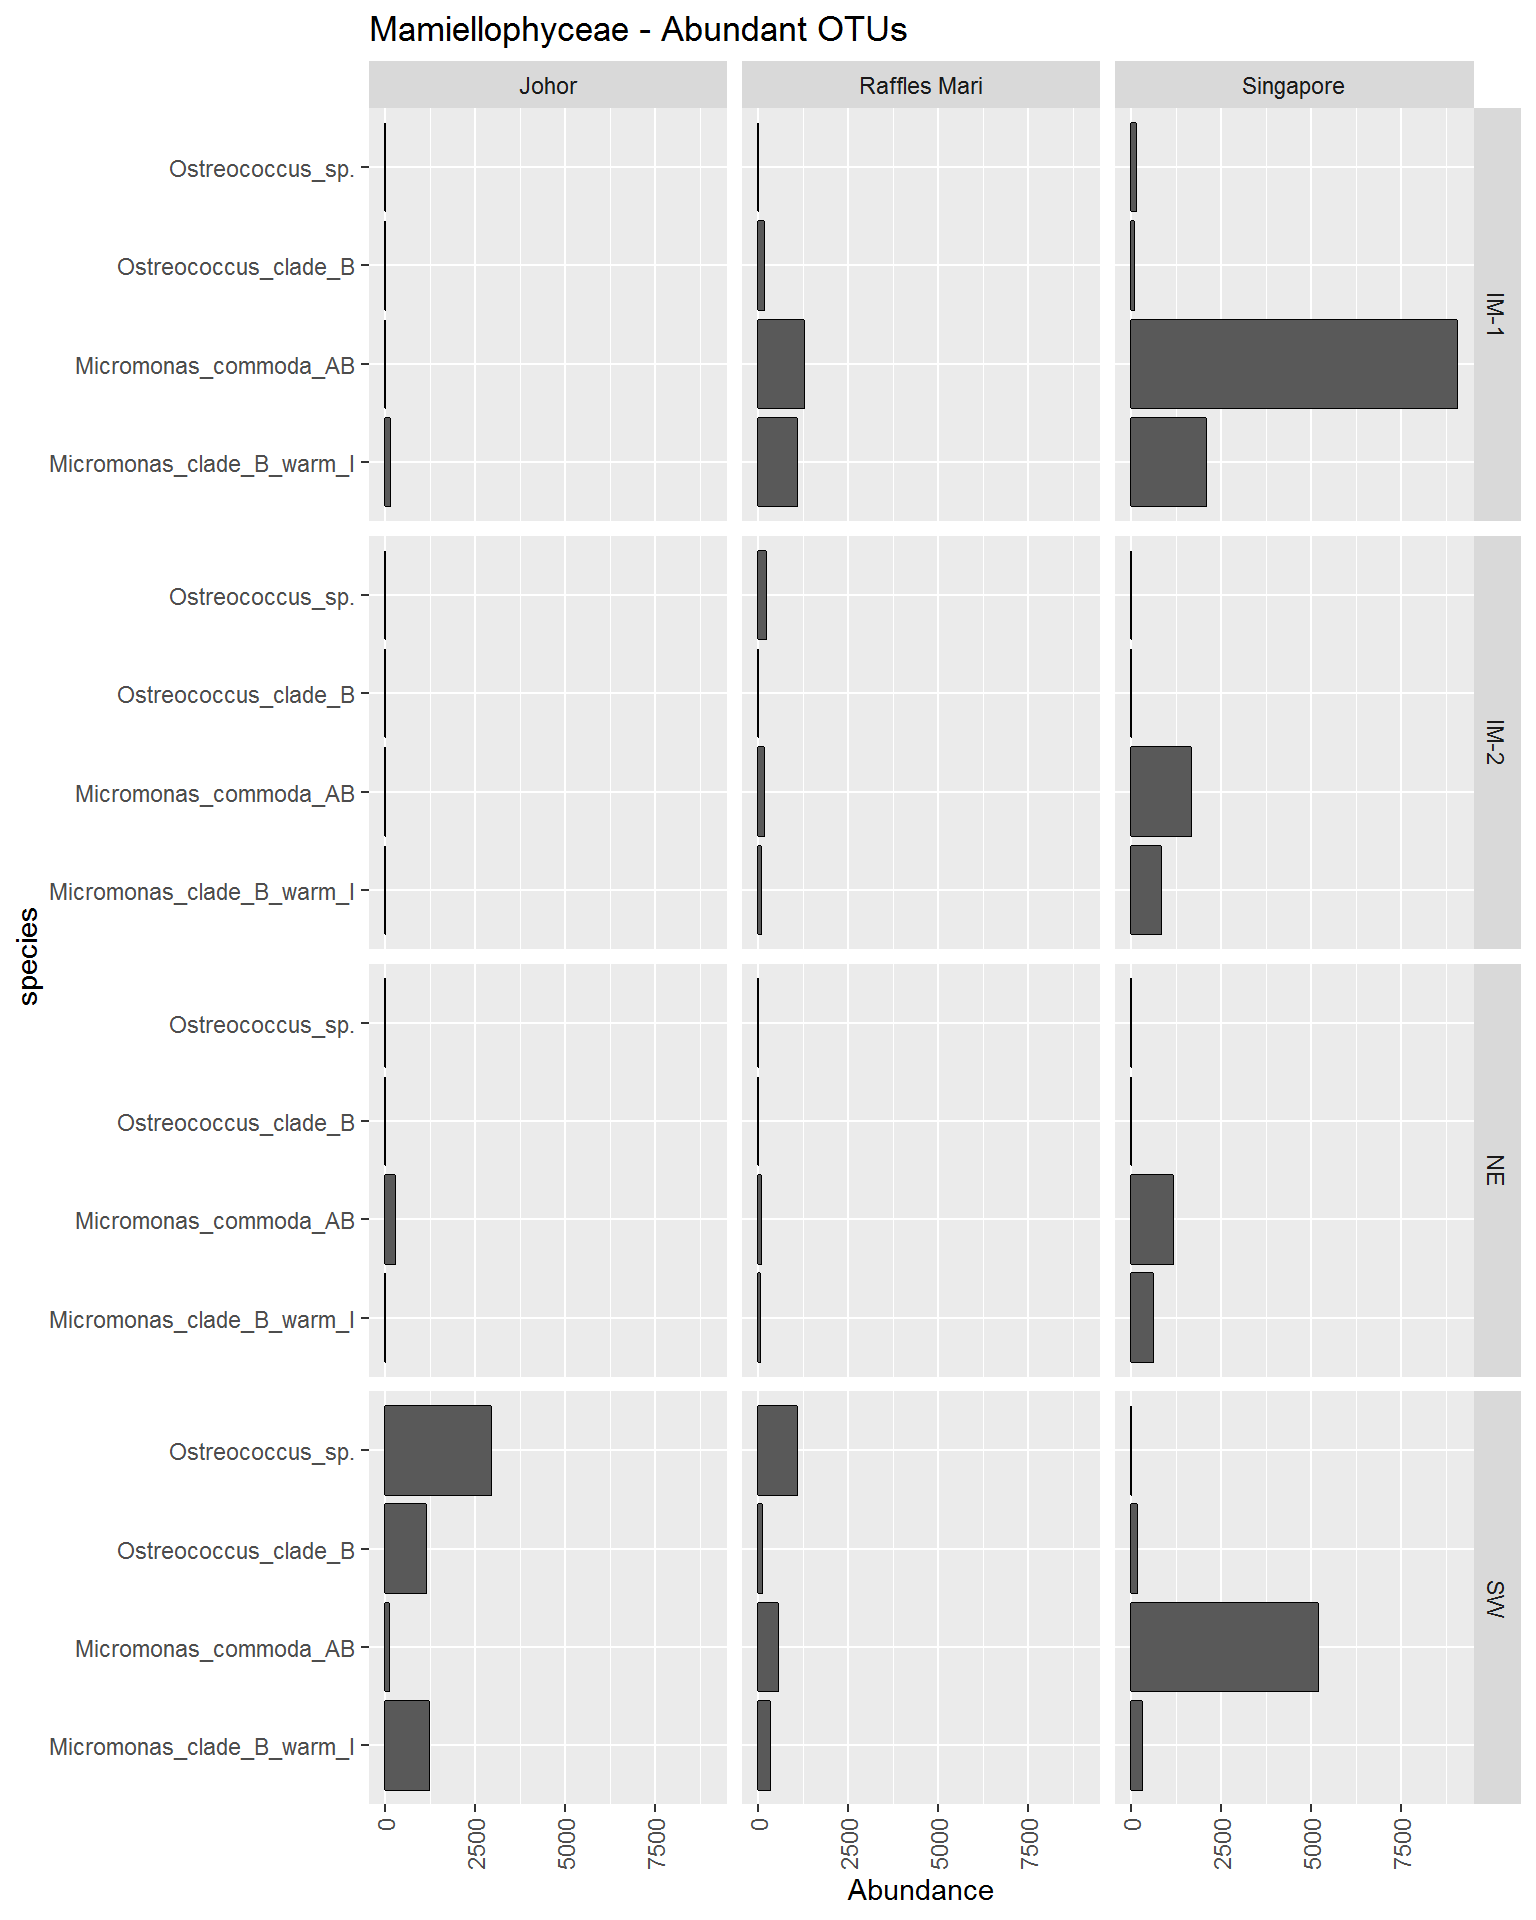 Mamiellophyceae - Abundant OTUs
Johor
Raffles Mari
Singapore
Ostreococcus_sp.
Ostreococcus_clade_B
Micromonas_commoda_AB
Micromonas_clade_B_warm_I
IM-1
Ostreococcus_sp.
Ostreococcus_clade_B
Micromonas_commoda_AB
Micromonas_clade_B_warm_I
IM-2
species
Ostreococcus_sp.
Ostreococcus_clade_B
Micromonas_commoda_AB
Micromonas_clade_B_warm_I
NE
Ostreococcus_sp.
Ostreococcus_clade_B
Micromonas_commoda_AB
Micromonas_clade_B_warm_I
SW
0
2500
5000
7500
0
2500
5000
7500
0
2500
5000
7500
Abundance